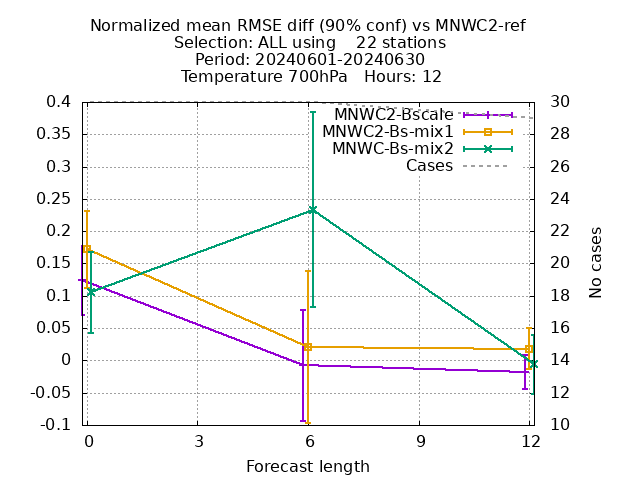 Normalized mean RMSE diff (90% conf) vs MNWC2-ref
Selection: ALL using    22 stations
Period: 20240601-20240630
Temperature 700hPa   Hours: 12
MNWC2-Bscale
MNWC2-Bs-mix1
MNWC-Bs-mix2
Cases
0.4
0.35
0.3
0.25
0.2
0.15
0.1
0.05
0
-0.05
-0.1
30
28
26
24
22
20
18
16
14
12
10
No cases
0 3 6 9 12
Forecast length